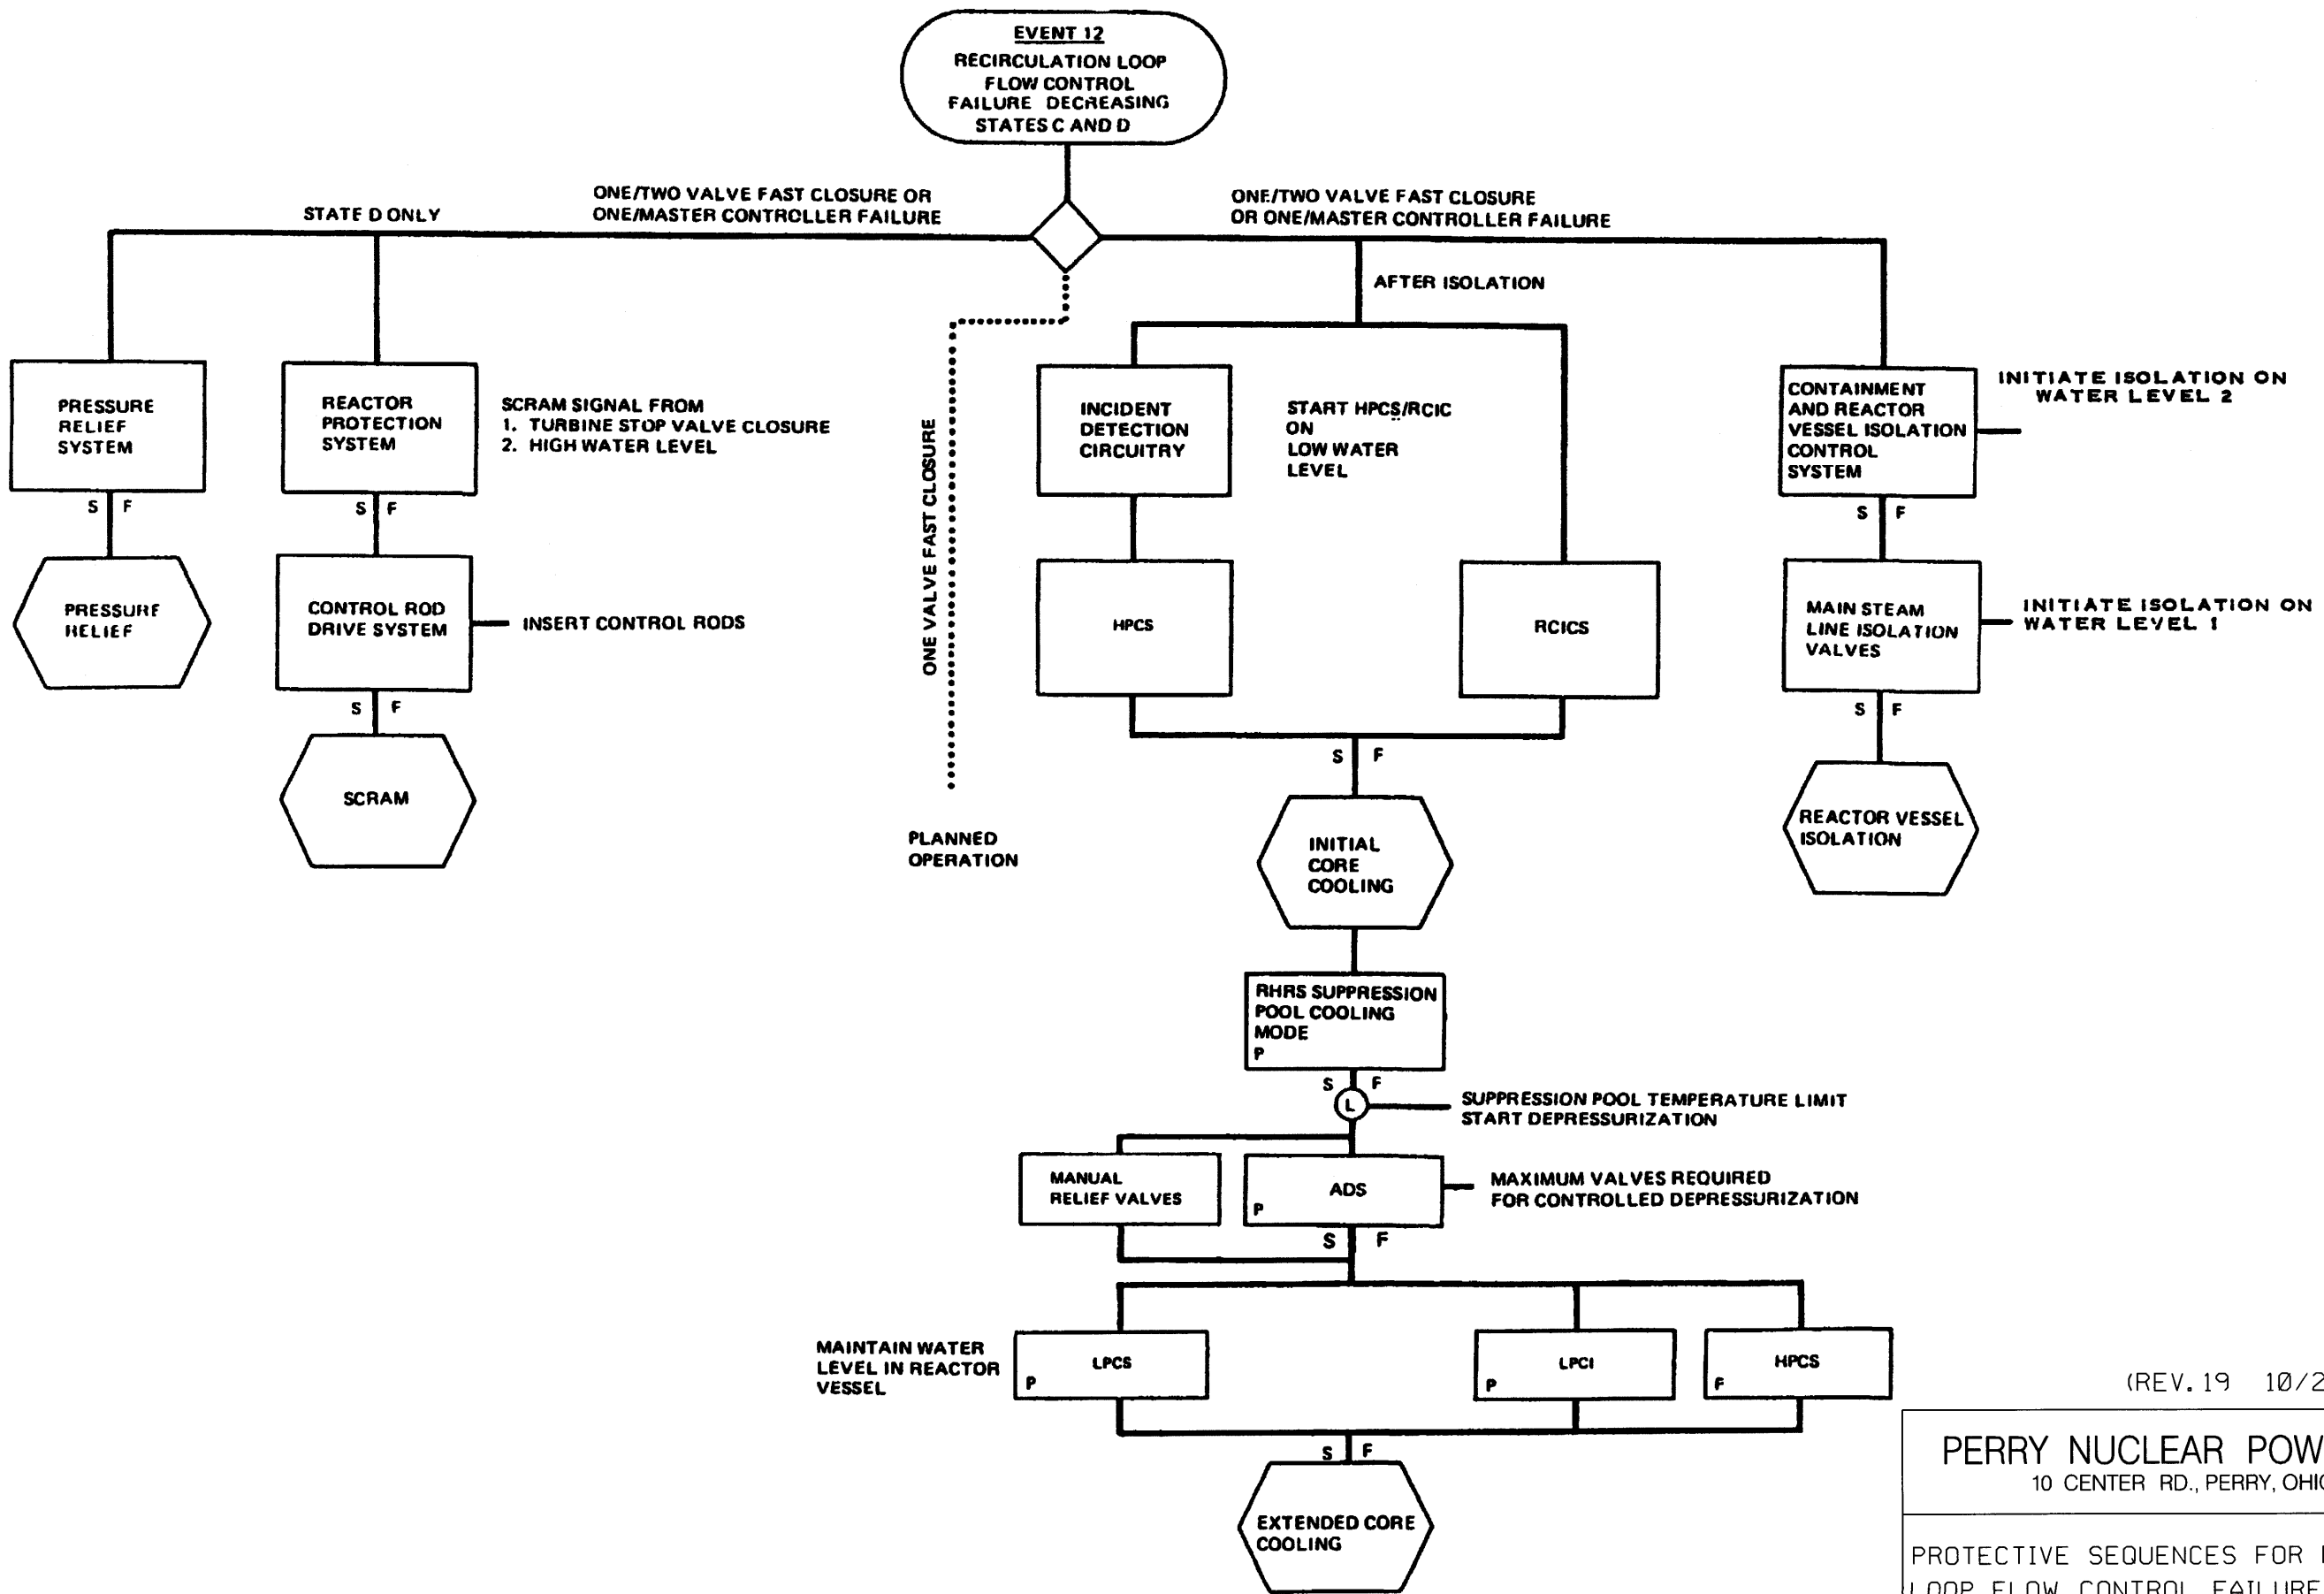 EVENT 12
RECIRCULATION LOOP
FLOW CONTROL
FAILURE DECREASING
STATES C AND D
STATE D ONLY
ONE/TWO VALVE FAST CLOSURE OR
ONE/MASTER CONTROLLER FAILURE
ONE/TWO VALVE FAST CLOSURE
OR ONE/MASTER CONTROLLER FAILURE
AFTER ISOLATION
PRESSURE
RELIEF
SYSTEM
S F
PRESSURE
RELIEF
REACTOR
PROTECTION
SYSTEM
SCRAM SIGNAL FROM
1. TURBINE STOP VALVE CLOSURE
2. HIGH WATER LEVEL
S F
CONTROL ROD
DRIVE SYSTEM
INSERT CONTROL RODS
S F
SCRAM
ONE VALVE FAST CLOSURE
PLANNED
OPERATION
INCIDENT
DETECTION
CIRCUITRY
START HPCS/RCIC
ON
LOW WATER
LEVEL
HPCS
RCICS
S F
INITIAL
CORE
COOLING
CONTAINMENT
AND REACTOR
VESSEL ISOLATION
CONTROL
SYSTEM
INITIATE ISOLATION ON
WATER LEVEL 2
S F
MAIN STEAM
LINE ISOLATION
VALVES
INITIATE ISOLATION ON
WATER LEVEL 1
S F
REACTOR VESSEL
ISOLATION
RHRS SUPPRESSION
POOL COOLING
MODE
P
S F
L
SUPPRESSION POOL TEMPERATURE LIMIT
START DEPRESSURIZATION
MANUAL
RELIEF VALVES
ADS
P
MAXIMUM VALVES REQUIRED
FOR CONTROLLED DEPRESSURIZATION
S F
MAINTAIN WATER
LEVEL IN REACTOR
VESSEL
LPCS
P
LPCI
P
HPCS
F
S F
EXTENDED CORE
COOLING
(REV. 19 10/2
PERRY NUCLEAR POW
10 CENTER RD., PERRY, OHIO
PROTECTIVE SEQUENCES FOR
LOOP FLOW CONTROL FAILURE